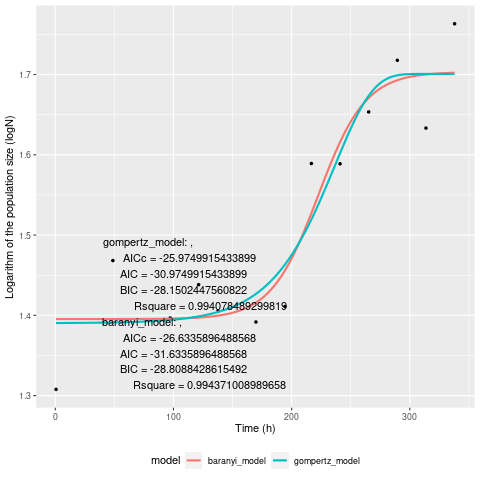 Logarithm of the population size (logN)
1.7
1.6
1.5
1.4
1.3
gompertz_model: ,
AICc = -25.9749915433899
AIC = -30.9749915433899
BIC = -28.1502447560822
Rsquare = 0.994078489299819
baranyi_model: ,
AICc = -26.6335896488568
AIC = -31.6335896488568
BIC = -28.8088428615492
Rsquare = 0.994371008989658
0 100 200 300
Time (h)
model baranyi_model gompertz_model